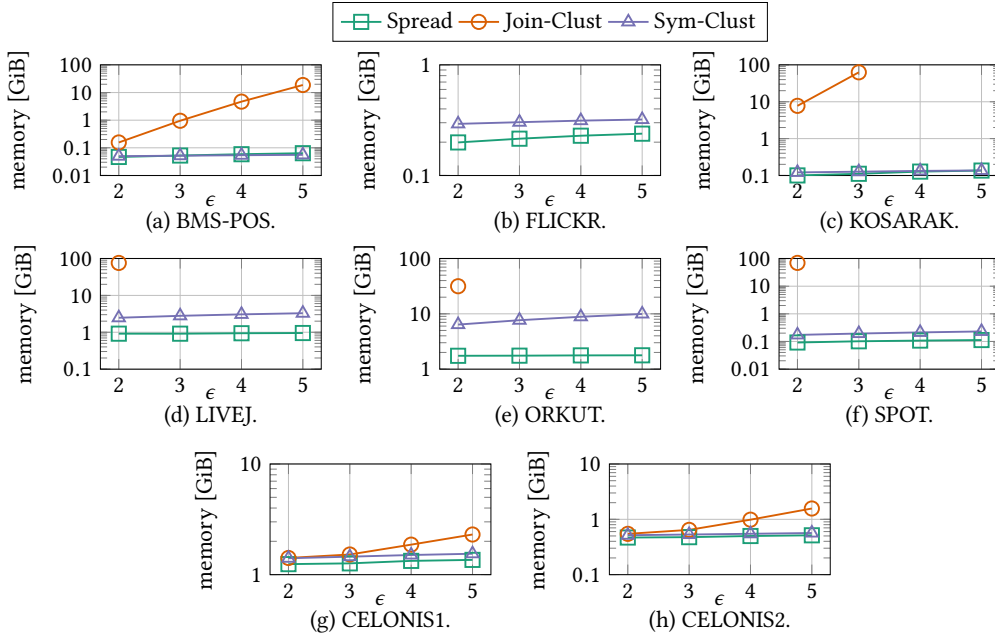 Spread Join-Clust Sym-Clust
memory [GiB]
100
10
1
0.1
0.01
2 3 4 5
ϵ
(a) BMS-POS.
memory [GiB]
1
0.1
2 3 4 5
ϵ
(b) FLICKR.
memory [GiB]
100
10
1
0.1
2 3 4 5
ϵ
(c) KOSARAK.
memory [GiB]
100
10
1
0.1
2 3 4 5
ϵ
(d) LIVEJ.
memory [GiB]
100
10
1
2 3 4 5
ϵ
(e) ORKUT.
memory [GiB]
100
10
1
0.1
0.01
2 3 4 5
ϵ
(f) SPOT.
memory [GiB]
10
1
2 3 4 5
ϵ
(g) CELONIS1.
memory [GiB]
10
1
0.1
2 3 4 5
ϵ
(h) CELONIS2.